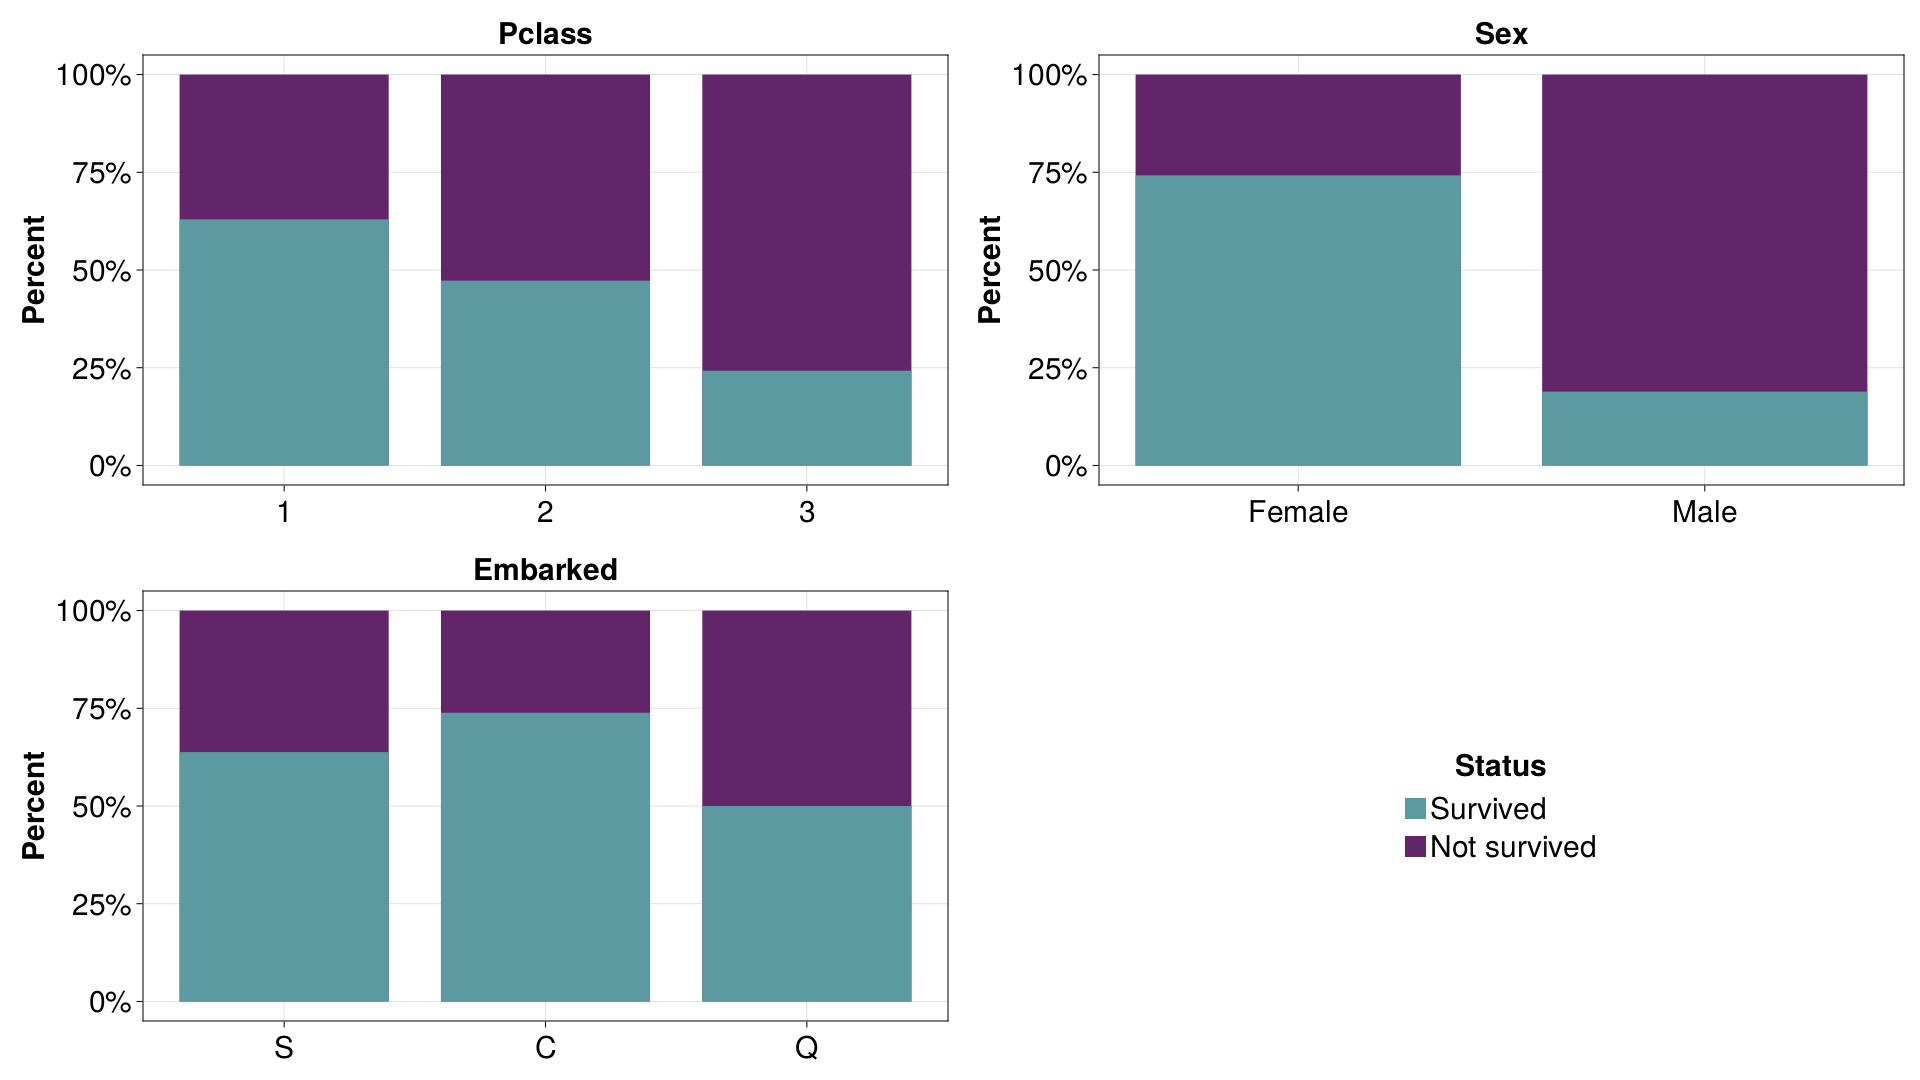 Pclass
100%
75%
50%
25%
0%
Percent
1 2 3
Sex
100%
75%
50%
25%
0%
Percent
Female Male
Embarked
100%
75%
50%
25%
0%
Percent
S C Q
Status
Survived
Not survived